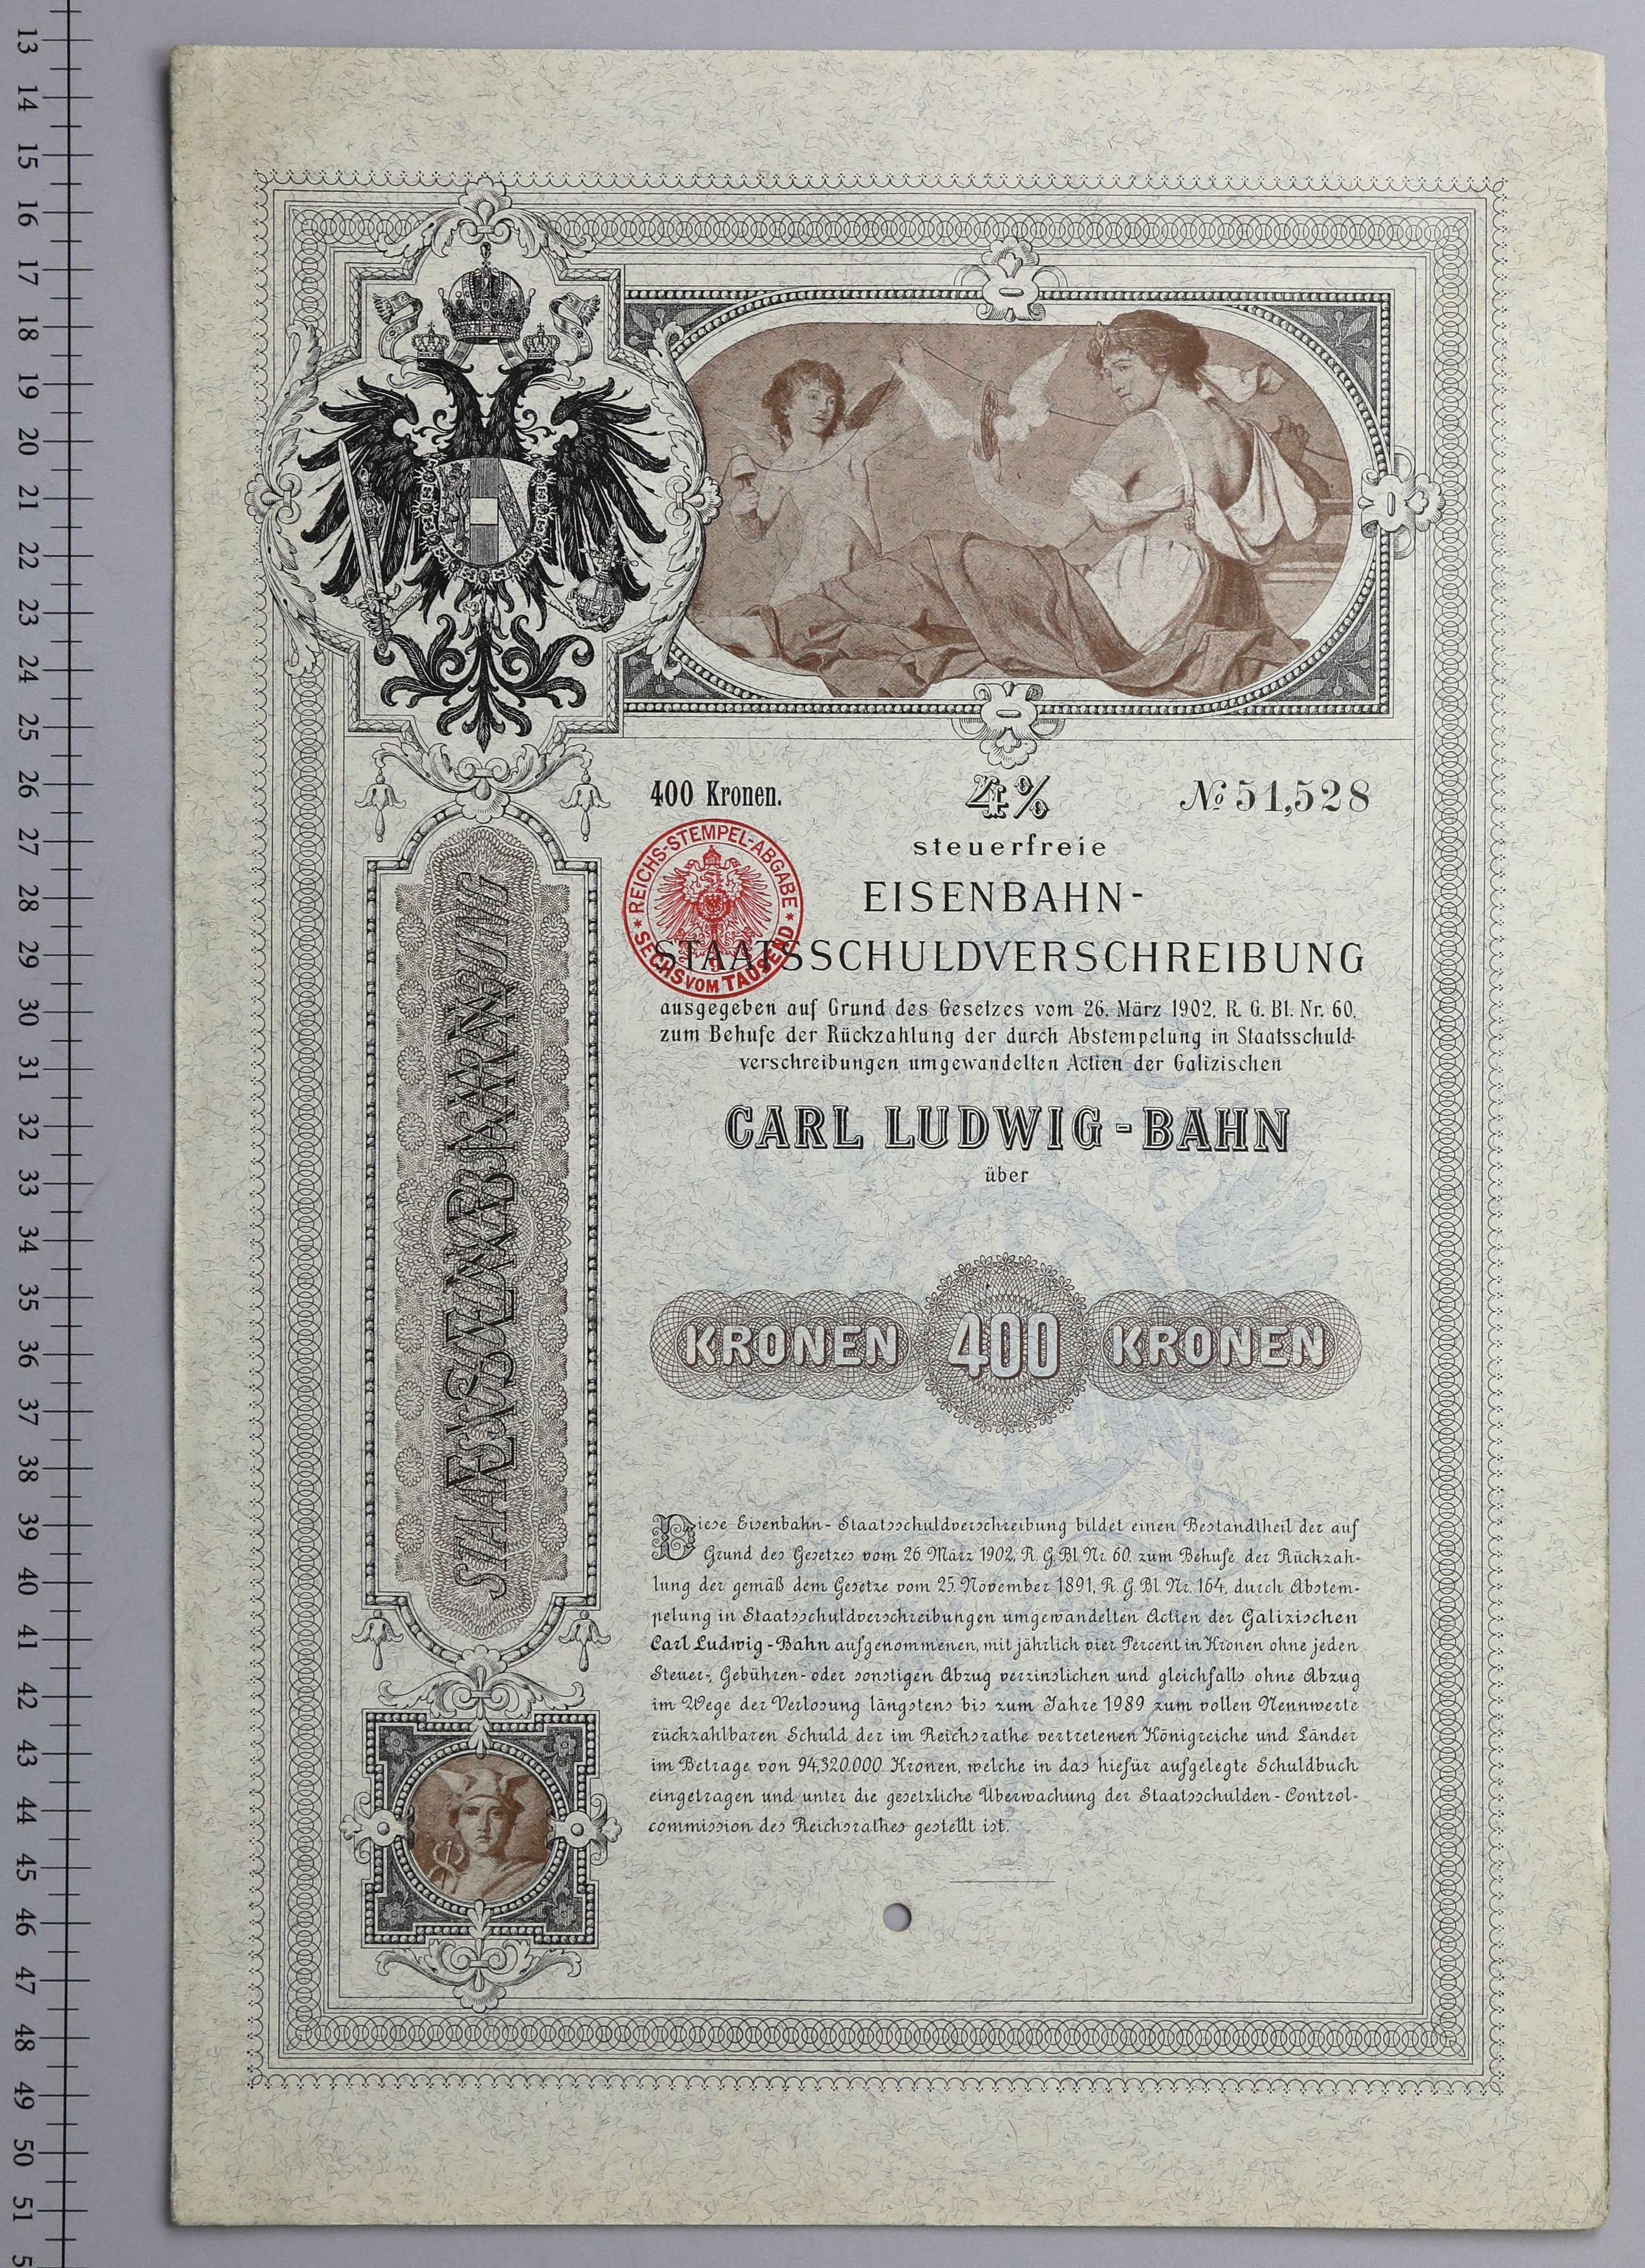 13
14
15
16
17
18
19
20
21
22
23
24
25
26
27
28
29
30
31
32
33
34
35
36
37
38
39
40
41
42
43
44
45
46
47
48
49
50
51
5
400 Kronen.
4%
№ 51,528
steuerfreie
REICHS-STEMPEL-ABGABE
SECHS VOM TAUSEND
EISENBAHN-
STAATSSCHULDVERSCHREIBUNG
ausgegeben auf Grund des Gesetzes vom 26. März 1902, R. G. Bl. Nr. 60,
zum Behufe der Rückzahlung der durch Abstempelung in Staatsschuld-
verschreibungen umgewandelten Actien der Galizischen
CARL LUDWIG-BAHN
über
KRONEN 400 KRONEN
Diese Eisenbahn-Staatsschuldverschreibung bildet einen Bestandtheil der auf
Grund des Gesetzes vom 26. März 1902, R. G. Bl. Nr. 60, zum Behufe der Rückzah-
lung der gemäß dem Gesetze vom 25. November 1891, R. G. Bl. Nr. 164, durch Abstem-
pelung in Staatsschuldverschreibungen umgewandelten Actien der Galizischen
Carl Ludwig-Bahn aufgenommenen, mit jährlich vier Percent in Kronen ohne jeden
Steuer-, Gebühren- oder sonstigen Abzug verzinslichen und gleichfalls ohne Abzug
im Wege der Verlosung längstens bis zum Jahre 1989 zum vollen Nennwerte
rückzahlbaren Schuld der im Reichsrathe vertretenen Königreiche und Länder
im Betrage von 94,320.000 Kronen, welche in das hiefür aufgelegte Schuldbuch
eingetragen und unter die gesetzliche Überwachung der Staatsschulden-Control-
commission des Reichsrathes gestellt ist.